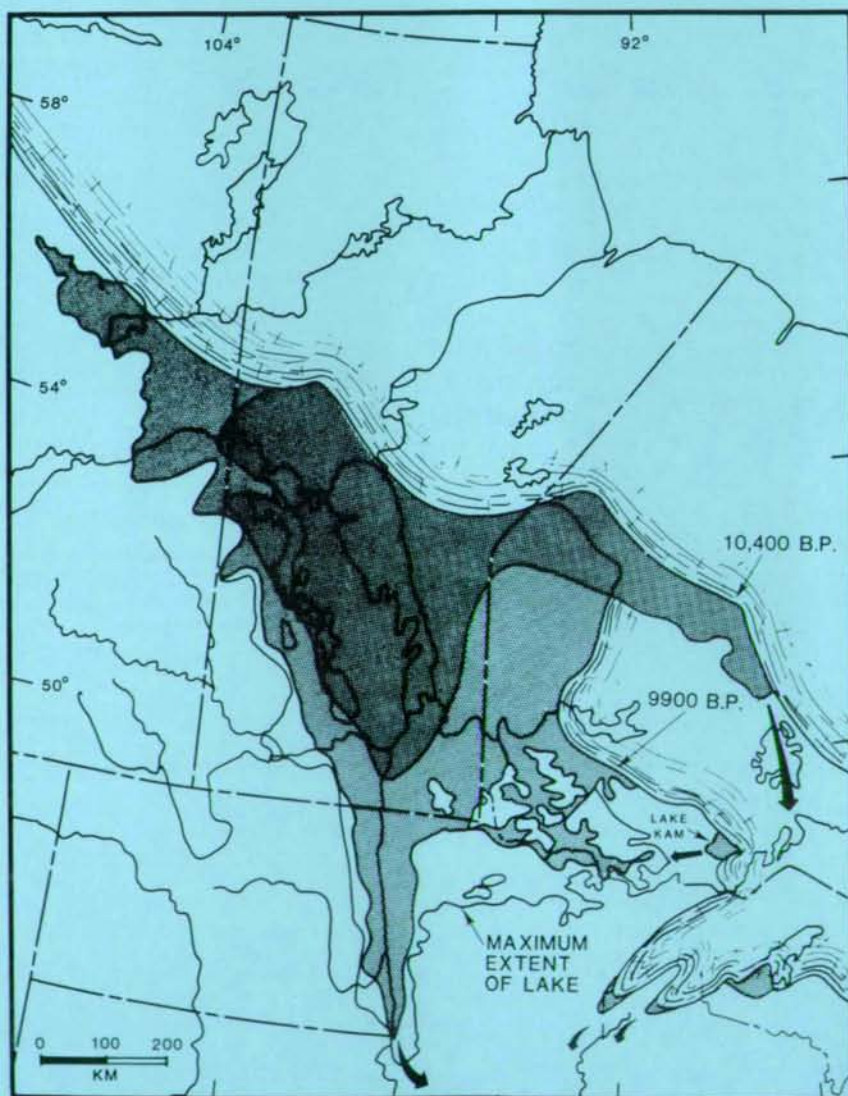 104°
92°
58°
54°
10,400 B.P.
50°
9900 B.P.
LAKE
KAM
MAXIMUM
EXTENT
OF LAKE
0 100 200
KM